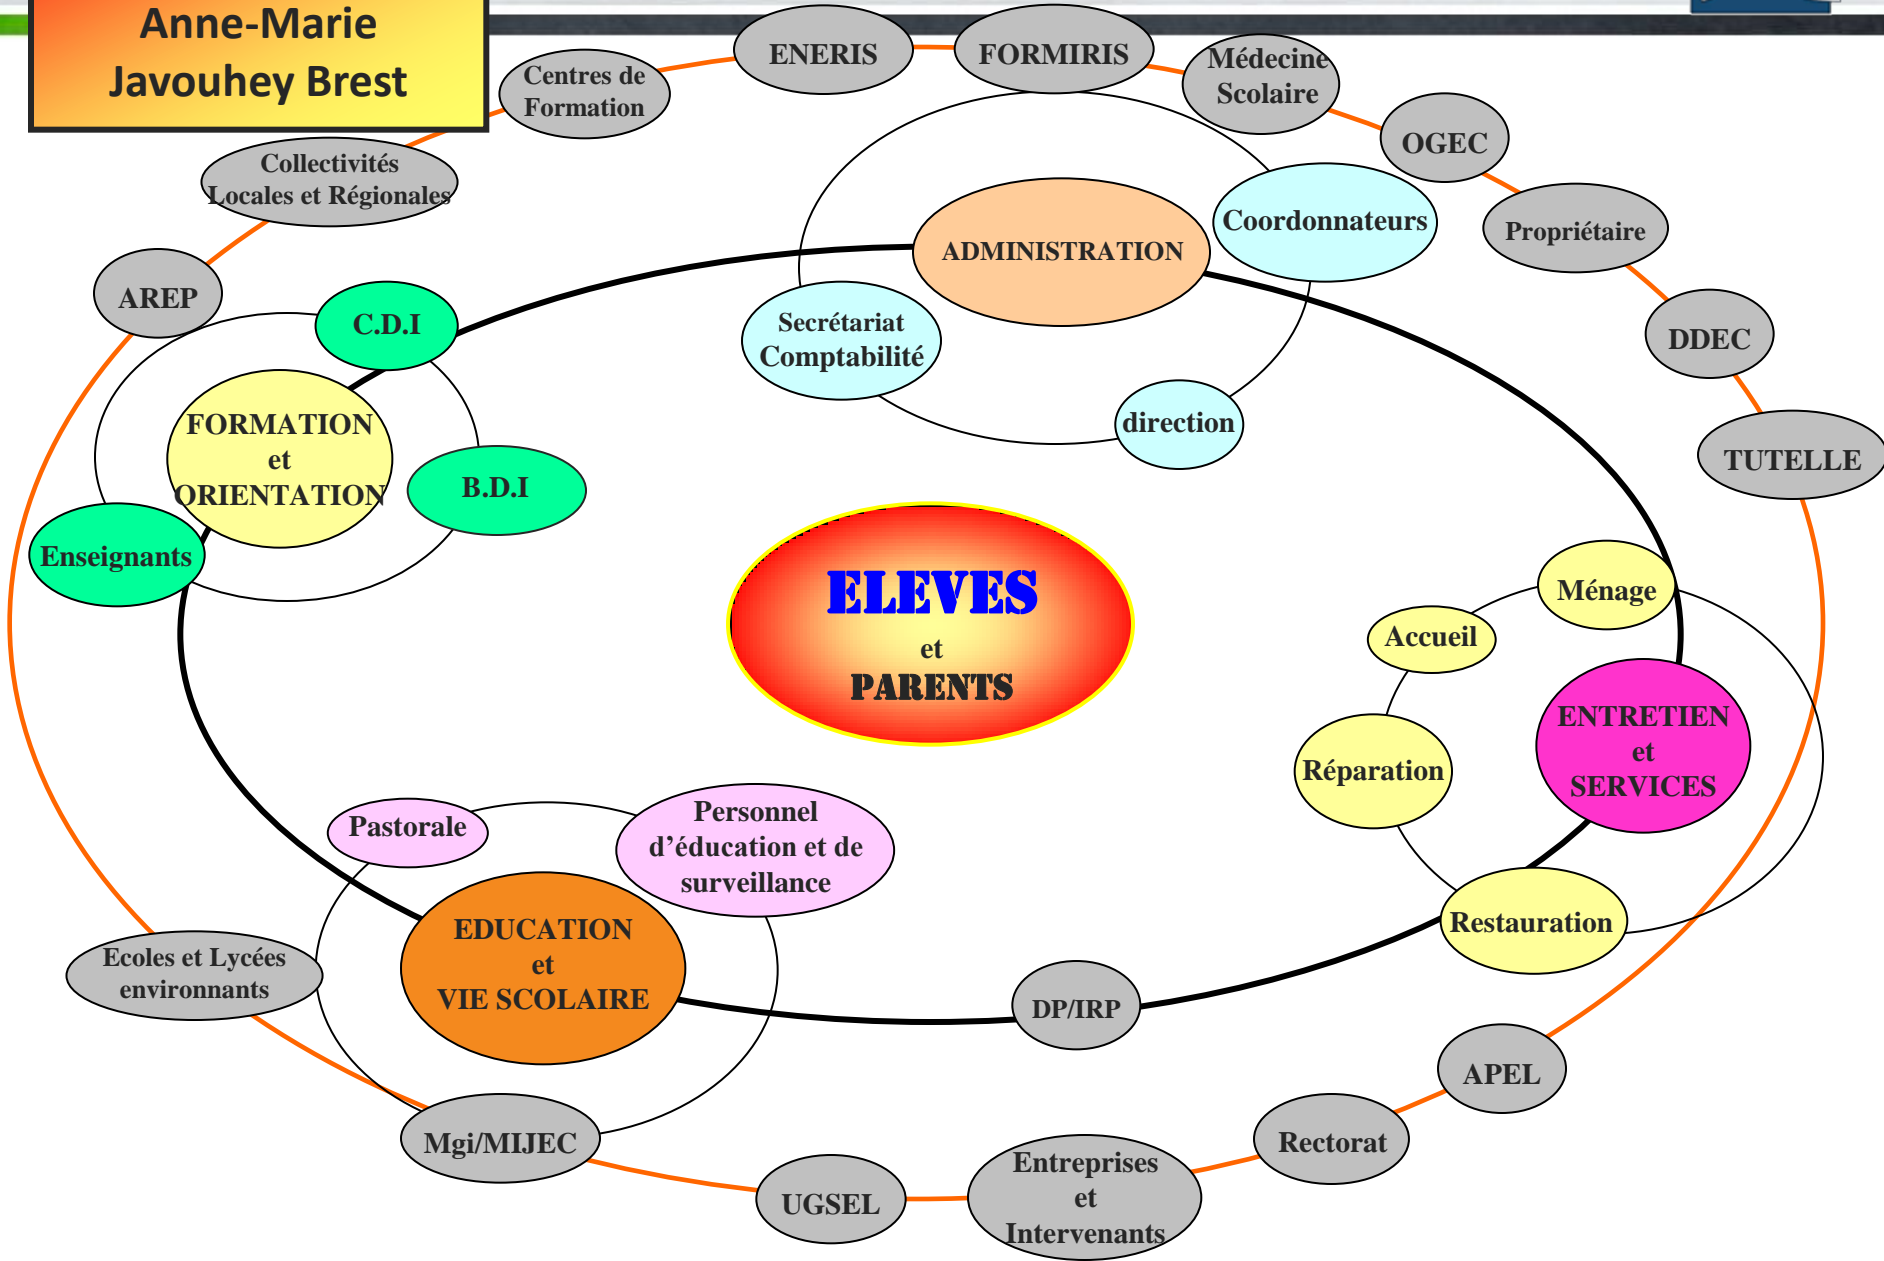 Anne-Marie
Javouhey Brest
ENERIS
FORMIRIS
Médecine
Scolaire
Centres de
Formation
OGEC
Collectivités
Locales et Régionales
Coordonnateurs
Propriétaire
ADMINISTRATION
AREP
C.D.I
Secrétariat
Comptabilité
DDEC
direction
FORMATION
et
ORIENTATION
TUTELLE
B.D.I
Enseignants
ELEVES
et
PARENTS
Ménage
Accueil
ENTRETIEN
et
SERVICES
Réparation
Pastorale
Personnel
d’éducation et de
surveillance
Restauration
EDUCATION
et
VIE SCOLAIRE
Ecoles et Lycées
environnants
DP/IRP
APEL
Mgi/MIJEC
Rectorat
UGSEL
Entreprises
et
Intervenants